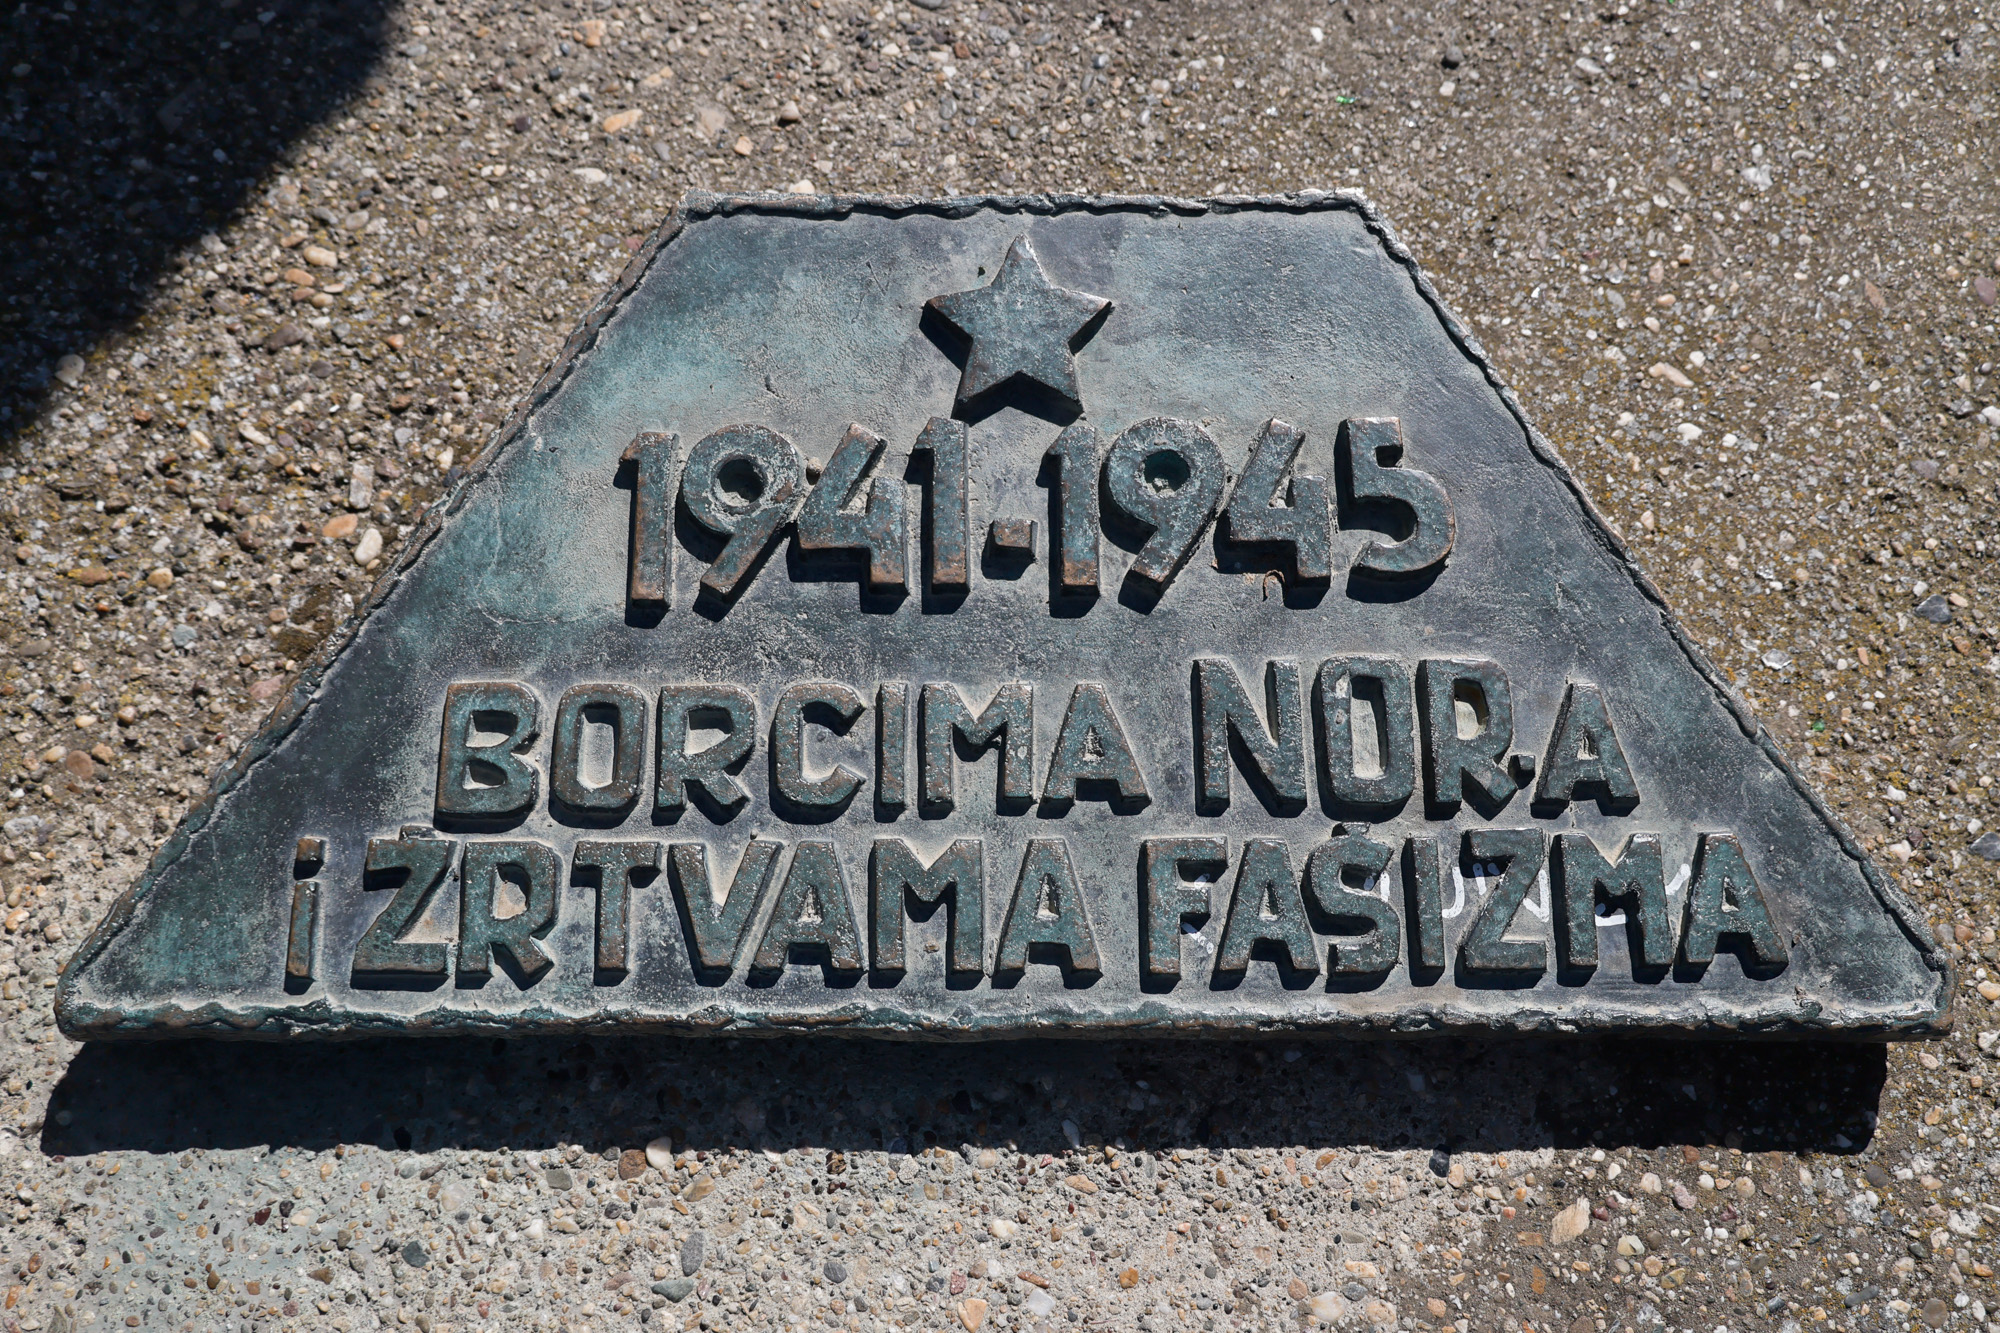 1941-1945
BORCIMA NOR.A
i ŽRTVAMA FAŠIZMA